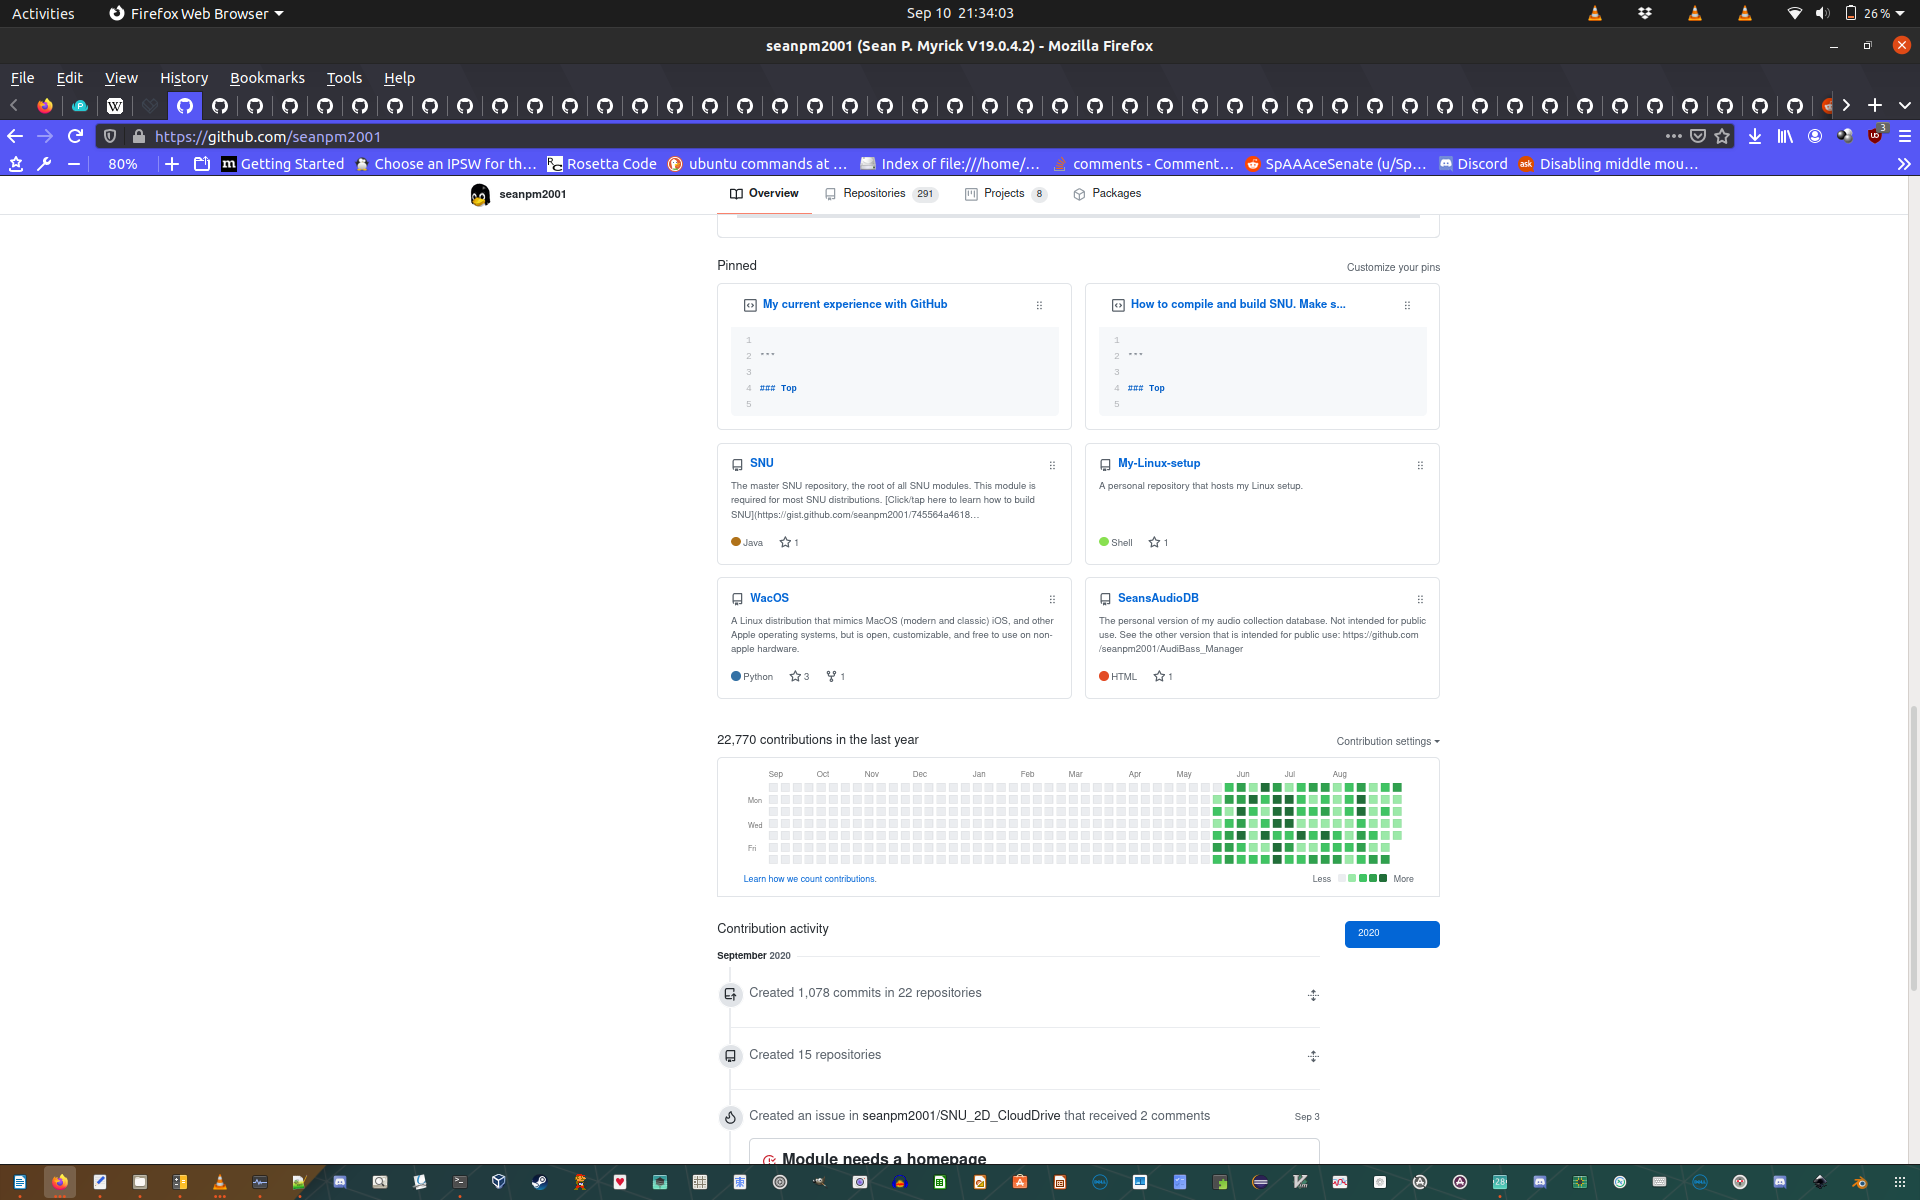 Activities
Firefox Web Browser
Sep 10 21:34:03
26 %
seanpm2001 (Sean P. Myrick V19.0.4.2) - Mozilla Firefox
File Edit View History Bookmarks Tools Help
https://github.com/seanpm2001
3
80%
Getting Started
Choose an IPSW for th…
Rosetta Code
ubuntu commands at …
Index of file:///home/…
comments - Comment…
SpAAAceSenate (u/Sp…
Discord
Disabling middle mou…
seanpm2001
Overview
Repositories 291
Projects 8
Packages
Pinned
Customize your pins
My current experience with GitHub
1
2 ---
3
4 ### Top
5
How to compile and build SNU. Make s...
1
2 ---
3
4 ### Top
5
SNU
The master SNU repository, the root of all SNU modules. This module is
required for most SNU distributions. [Click/tap here to learn how to build
SNU](https://gist.github.com/seanpm2001/745564a4618…
Java 1
My-Linux-setup
A personal repository that hosts my Linux setup.
Shell 1
WacOS
A Linux distribution that mimics MacOS (modern and classic) iOS, and other
Apple operating systems, but is open, customizable, and free to use on non-
apple hardware.
Python 3 1
SeansAudioDB
The personal version of my audio collection database. Not intended for public
use. See the other version that is intended for public use: https://github.com
/seanpm2001/AudiBass_Manager
HTML 1
22,770 contributions in the last year
Contribution settings
Sep Oct Nov Dec Jan Feb Mar Apr May Jun Jul Aug
Mon
Wed
Fri
Learn how we count contributions.
Less More
Contribution activity
2020
September 2020
Created 1,078 commits in 22 repositories
Created 15 repositories
Created an issue in seanpm2001/SNU_2D_CloudDrive that received 2 comments
Sep 3
Module needs a homepage